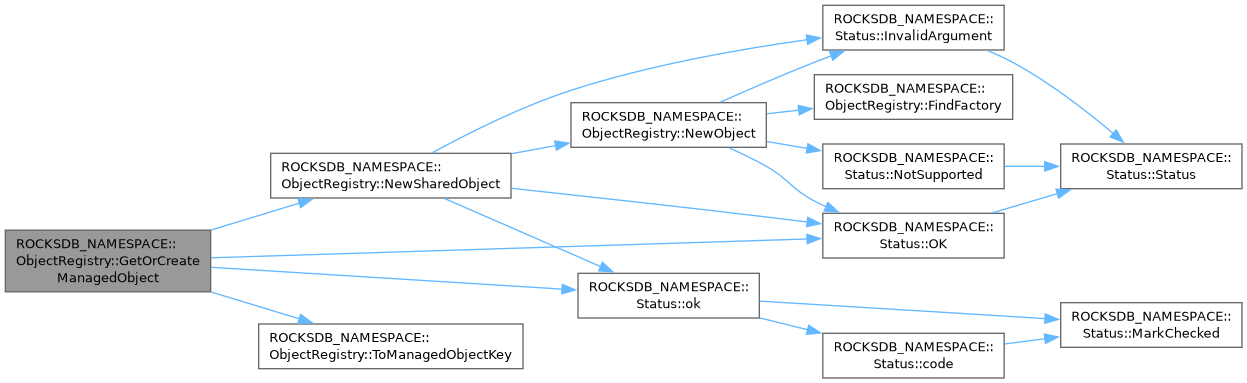 ROCKSDB_NAMESPACE::
ObjectRegistry::GetOrCreate
ManagedObject
ROCKSDB_NAMESPACE::
ObjectRegistry::NewSharedObject
ROCKSDB_NAMESPACE::
ObjectRegistry::ToManagedObjectKey
ROCKSDB_NAMESPACE::
ObjectRegistry::NewObject
ROCKSDB_NAMESPACE::
Status::ok
ROCKSDB_NAMESPACE::
Status::InvalidArgument
ROCKSDB_NAMESPACE::
ObjectRegistry::FindFactory
ROCKSDB_NAMESPACE::
Status::NotSupported
ROCKSDB_NAMESPACE::
Status::OK
ROCKSDB_NAMESPACE::
Status::code
ROCKSDB_NAMESPACE::
Status::Status
ROCKSDB_NAMESPACE::
Status::MarkChecked